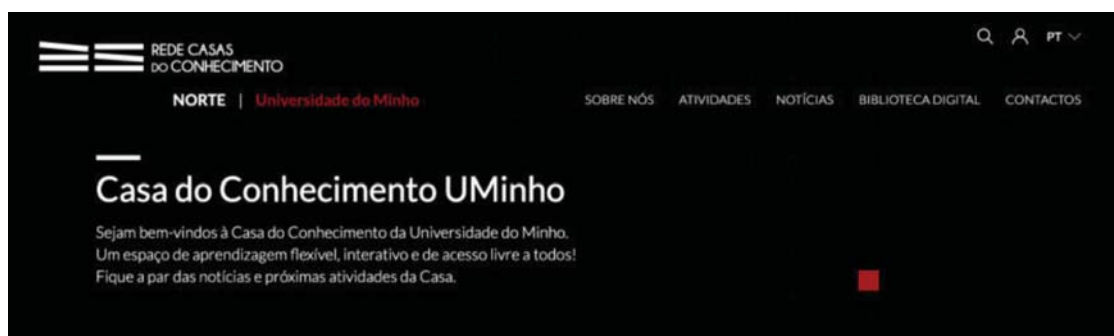 REDE CASAS
DO CONHECIMENTO
PT
NORTE | Universidade do Minho
SOBRE NÓS ATIVIDADES NOTÍCIAS BIBLIOTECA DIGITAL CONTACTOS
Casa do Conhecimento UMinho
Sejam bem-vindos à Casa do Conhecimento da Universidade do Minho.
Um espaço de aprendizagem flexível, interativo e de acesso livre a todos!
Fique a par das notícias e próximas atividades da Casa.